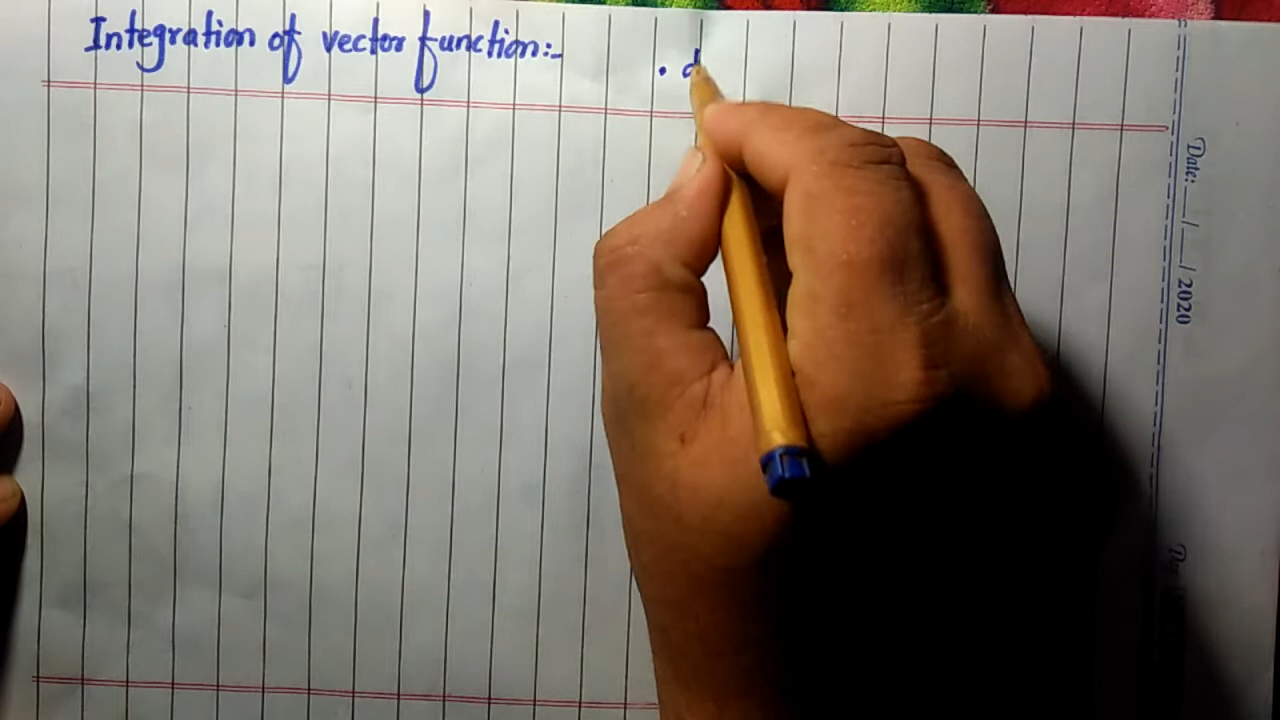 Integration of vector function:- . d
Date: __/__/2020